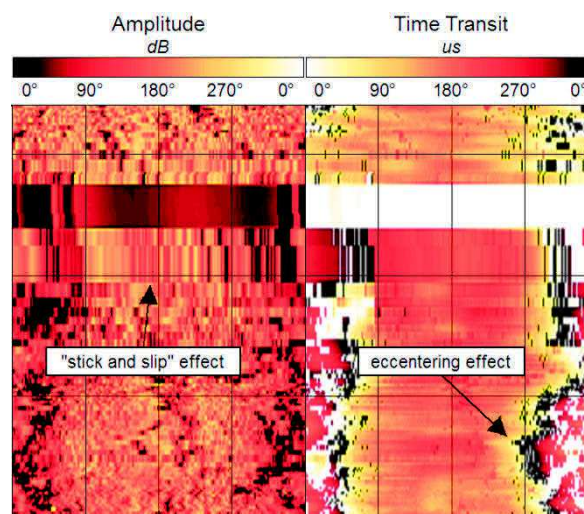 Amplitude
Time Transit
dB
us
0° 90° 180° 270° 0°
90° 180° 270° 0°
"stick and slip" effect
eccentering effect